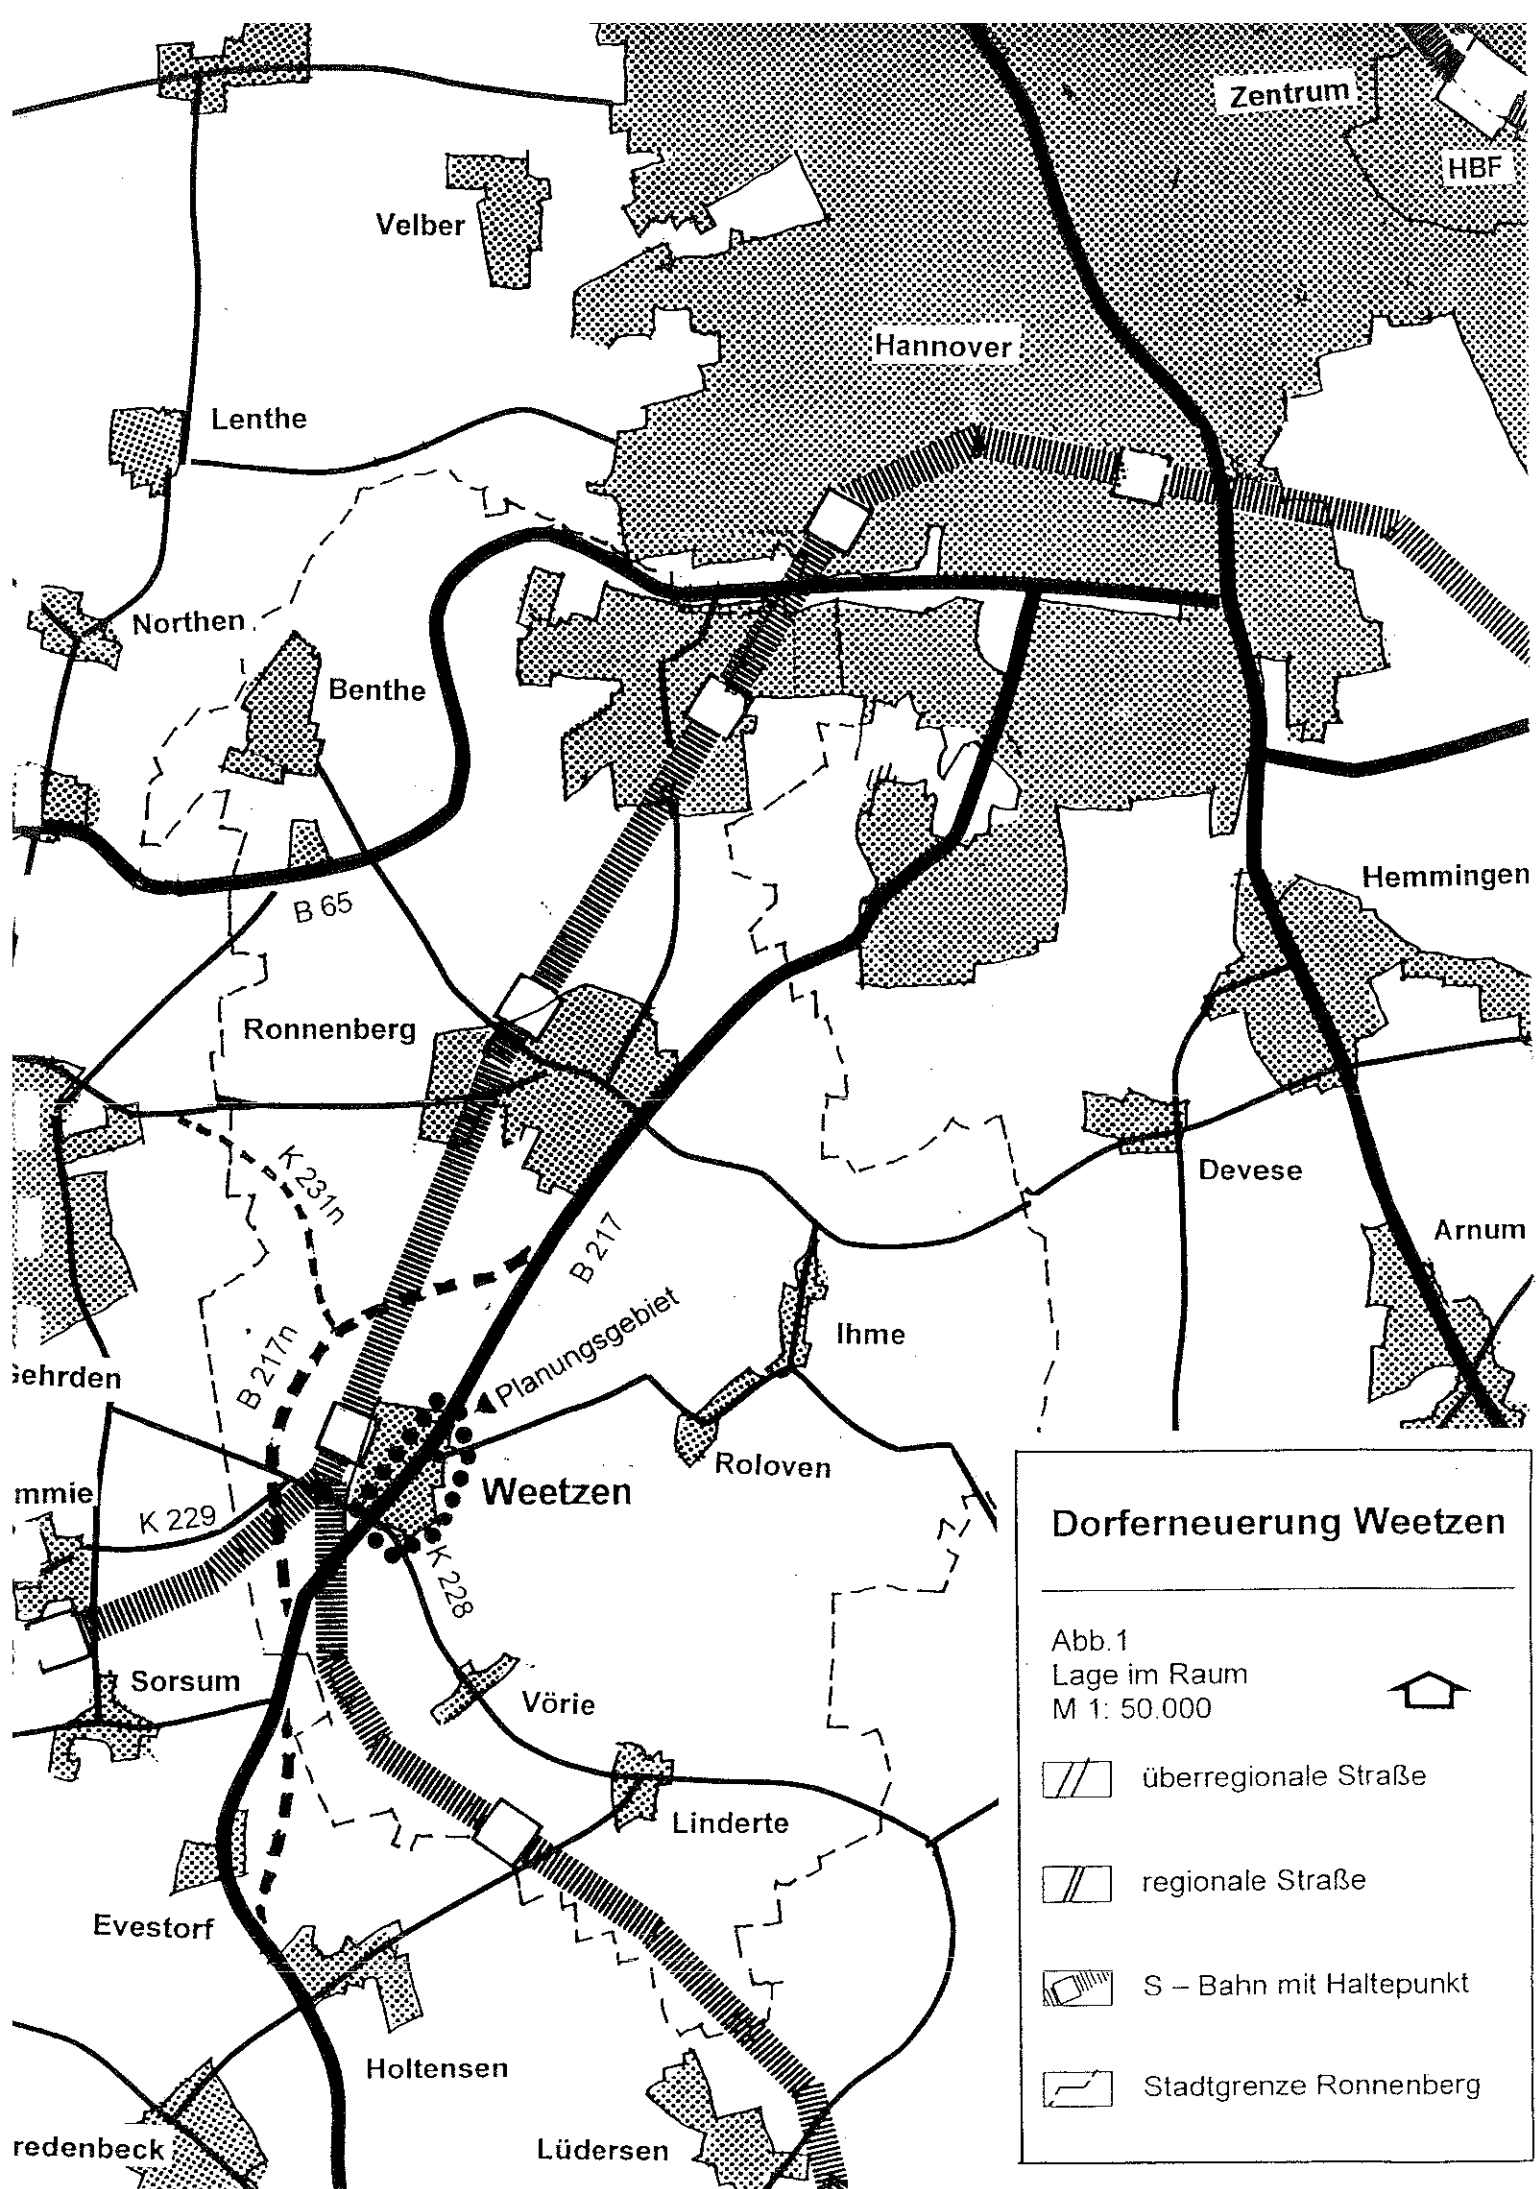 Zentrum
HBF
Velber
Hannover
Lenthe
Northen
Benthe
Hemmingen
B 65
Ronnenberg
K 231n
Devese
B 217
Arnum
Planungsgebiet
Ihme
B 217n
Gehrden
Roloven
Weetzen
mmie
K 229
K 228
Sorsum
Vörie
Linderte
Evestorf
Holtensen
redenbeck
Lüdersen
Dorferneuerung Weetzen
Abb.1
Lage im Raum
M 1: 50.000
überregionale Straße
regionale Straße
S – Bahn mit Haltepunkt
Stadtgrenze Ronnenberg